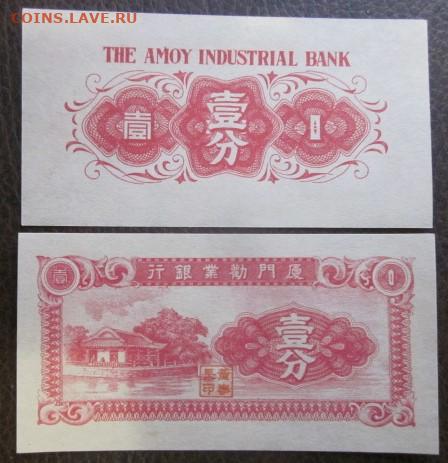 COINS.LAVE.RU
THE AMOY INDUSTRIAL BANK
壹 壹分 1
行銀業勸門廈
壹 1
壹分